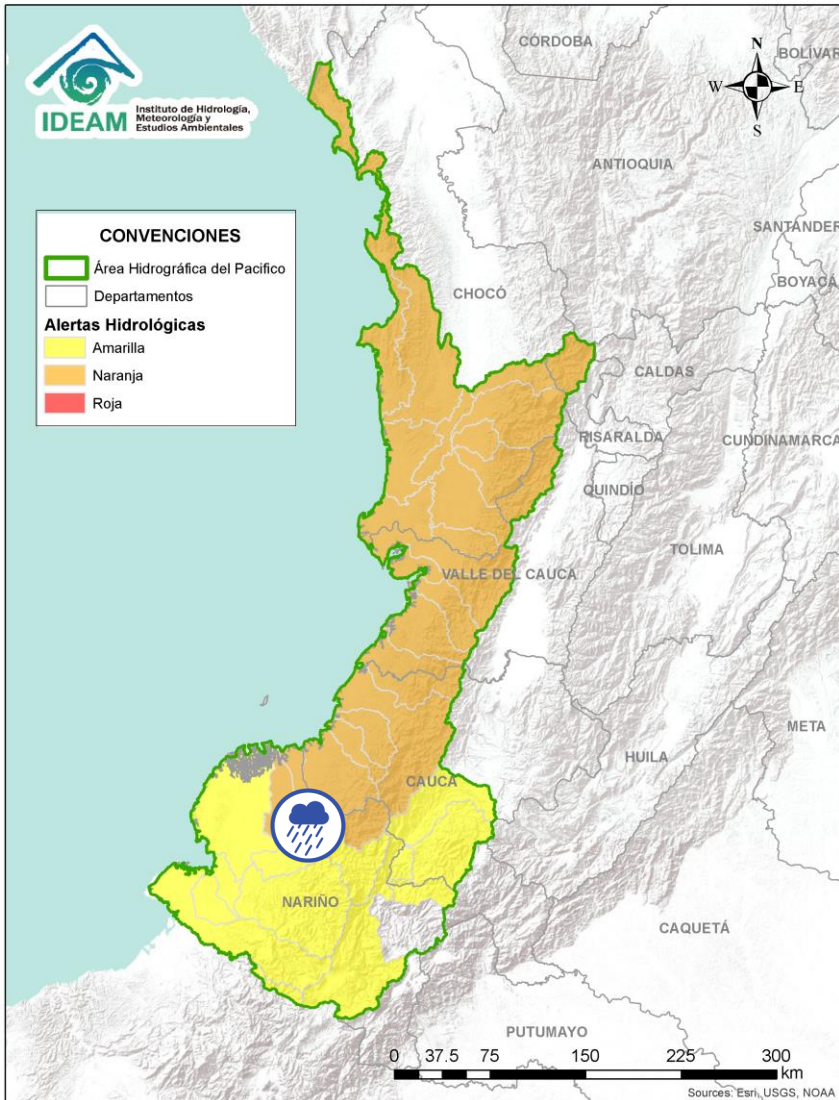 IDEAM
Instituto de Hidrología,
Meteorología y
Estudios Ambientales
N
W
E
S
CÓRDOBA
BOLÍVAR
ANTIOQUIA
SANTANDER
BOYACÁ
CHOCÓ
CALDAS
RISARALDA
CUNDINAMARCA
QUINDÍO
TOLIMA
VALLE DEL CAUCA
META
HUILA
CAUCA
NARIÑO
CAQUETÁ
PUTUMAYO
CONVENCIONES
Área Hidrográfica del Pacifico
Departamentos
Alertas Hidrológicas
Amarilla
Naranja
Roja
0 37.5 75 150 225 300
km
Sources: Esri, USGS, NOAA